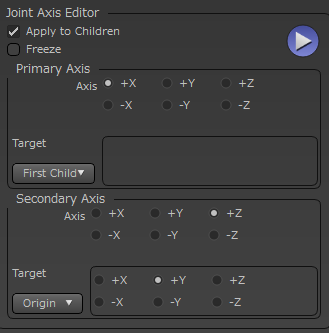 Joint Axis Editor
Apply to Children
Freeze
Primary Axis
Axis +X +Y +Z
-X -Y -Z
Target
First Child
Secondary Axis
Axis +X +Y +Z
-X -Y -Z
Target
+X +Y +Z
Origin -X -Y -Z